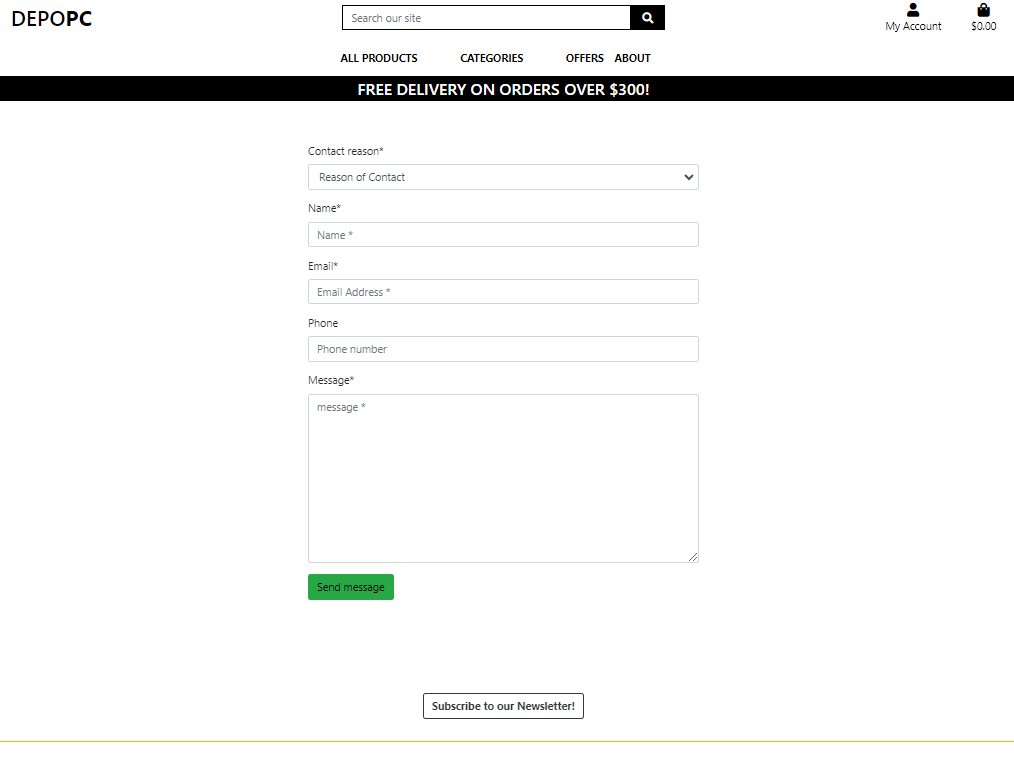 DEPOPC
Search our site
My Account
$0.00
ALL PRODUCTS CATEGORIES OFFERS ABOUT
FREE DELIVERY ON ORDERS OVER $300!
Contact reason*
Reason of Contact
Name*
Name *
Email*
Email Address *
Phone
Phone number
Message*
message *
Send message
Subscribe to our Newsletter!